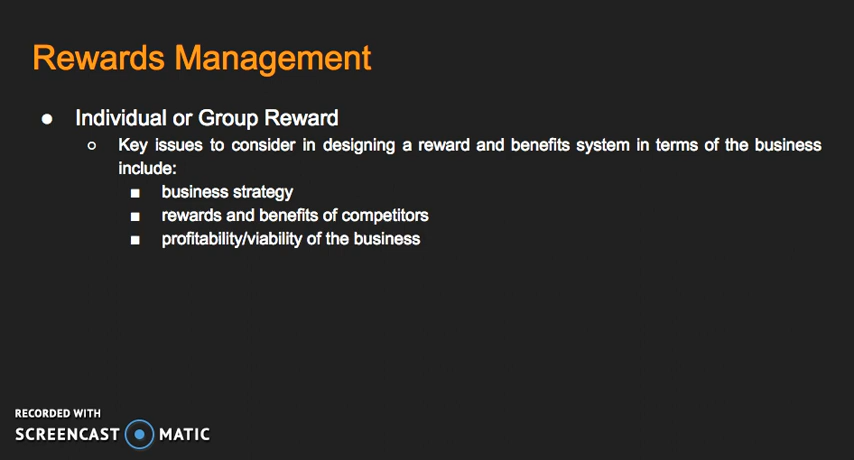 Rewards Management
● Individual or Group Reward
○ Key issues to consider in designing a reward and benefits system in terms of the business
include:
■ business strategy
■ rewards and benefits of competitors
■ profitability/viability of the business
RECORDED WITH
SCREENCAST MATIC